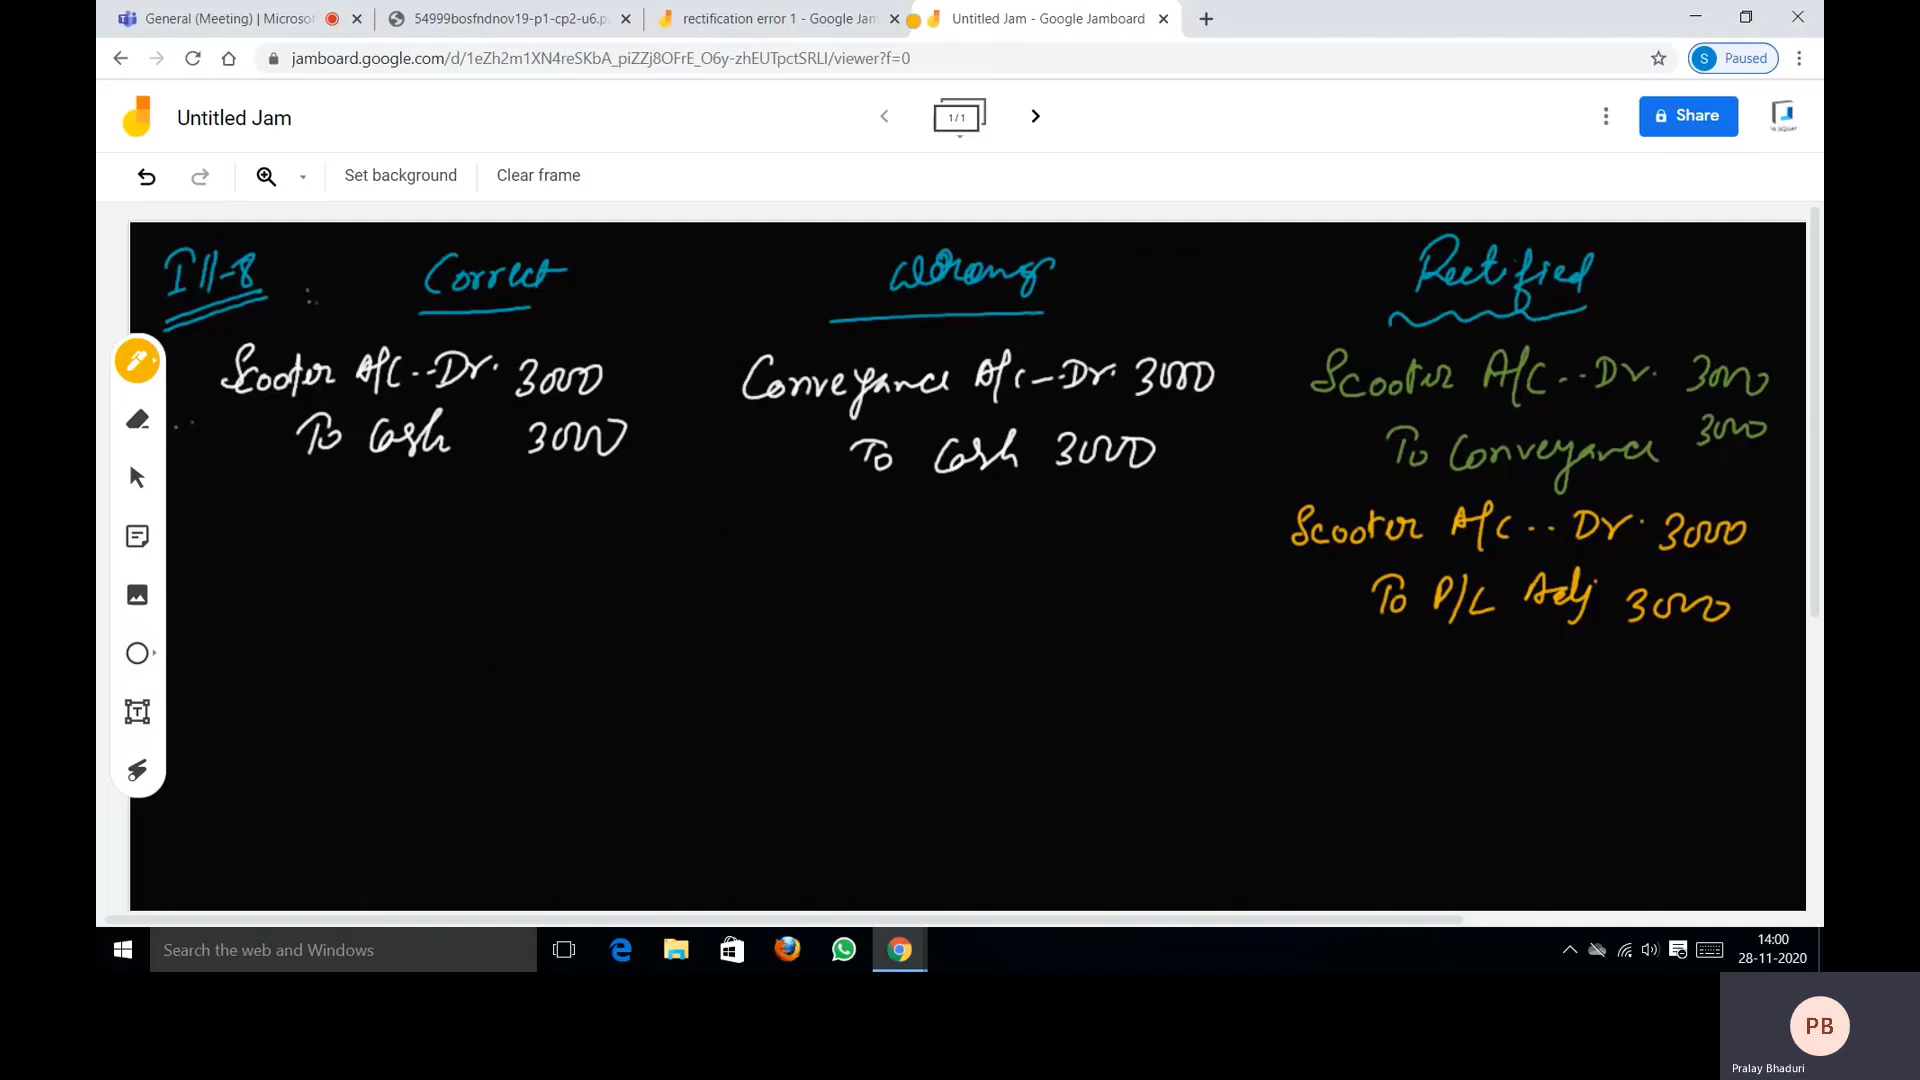 General (Meeting) | Microso
54999bosfndnov19-p1-cp2-u6.p
rectification error 1 - Google Jam
Untitled Jam - Google Jamboard
jamboard.google.com/d/1eZh2m1XN4reSKbA_piZZj8OFrE_O6y-zhEUTpctSRLI/viewer?f=0
S Paused
Untitled Jam
1/1
Share
Set background
Clear frame
Ill-8
Correct
Wrong
Rectified
Scooter A/C --Dr. 3000
To Cash 3000
Conveyance A/C --Dr. 3000
To Cash 3000
Scooter A/C --Dr. 3000
To Conveyance 3000
Scooter A/C -- Dr. 3000
To P/L Adj 3000
Search the web and Windows
14:00
28-11-2020
PB
Pralay Bhaduri